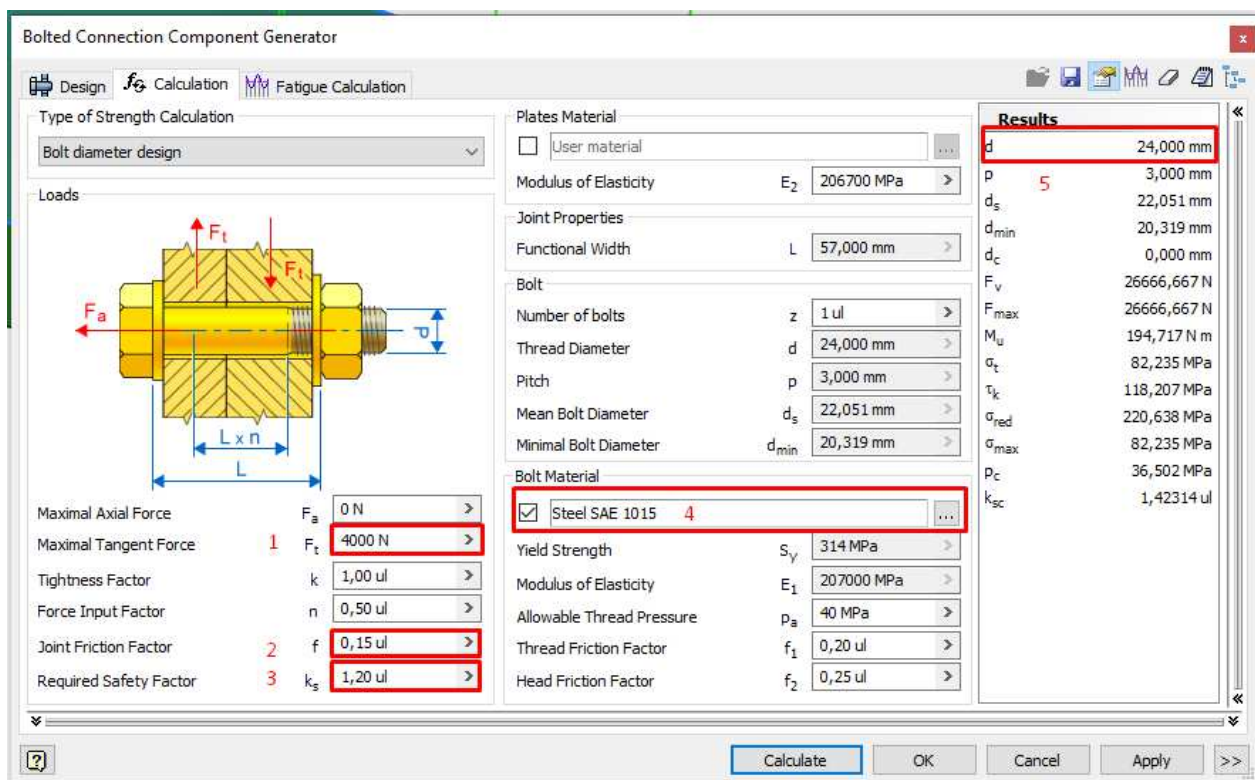 Bolted Connection Component Generator
x
Design
Calculation
Fatigue Calculation
Type of Strength Calculation
Bolt diameter design
Loads
Ft
Ft
Fa
d
L x n
L
Maximal Axial Force Fa 0 N >
Maximal Tangent Force 1 Ft 4000 N >
Tightness Factor k 1,00 ul >
Force Input Factor n 0,50 ul >
Joint Friction Factor 2 f 0,15 ul >
Required Safety Factor 3 ks 1,20 ul >
Plates Material
User material ...
Modulus of Elasticity E2 206700 MPa >
Joint Properties
Functional Width L 57,000 mm >
Bolt
Number of bolts z 1 ul >
Thread Diameter d 24,000 mm >
Pitch p 3,000 mm >
Mean Bolt Diameter ds 22,051 mm >
Minimal Bolt Diameter dmin 20,319 mm >
Bolt Material
Steel SAE 1015 4 ...
Yield Strength Sy 314 MPa >
Modulus of Elasticity E1 207000 MPa >
Allowable Thread Pressure pa 40 MPa >
Thread Friction Factor f1 0,20 ul >
Head Friction Factor f2 0,25 ul >
Results
d 24,000 mm
p 5 3,000 mm
ds 22,051 mm
dmin 20,319 mm
dc 0,000 mm
Fv 26666,667 N
Fmax 26666,667 N
Mu 194,717 N m
σt 82,235 MPa
τk 118,207 MPa
σred 220,638 MPa
σmax 82,235 MPa
pc 36,502 MPa
ksc 1,42314 ul
?
Calculate
OK
Cancel
Apply
>>